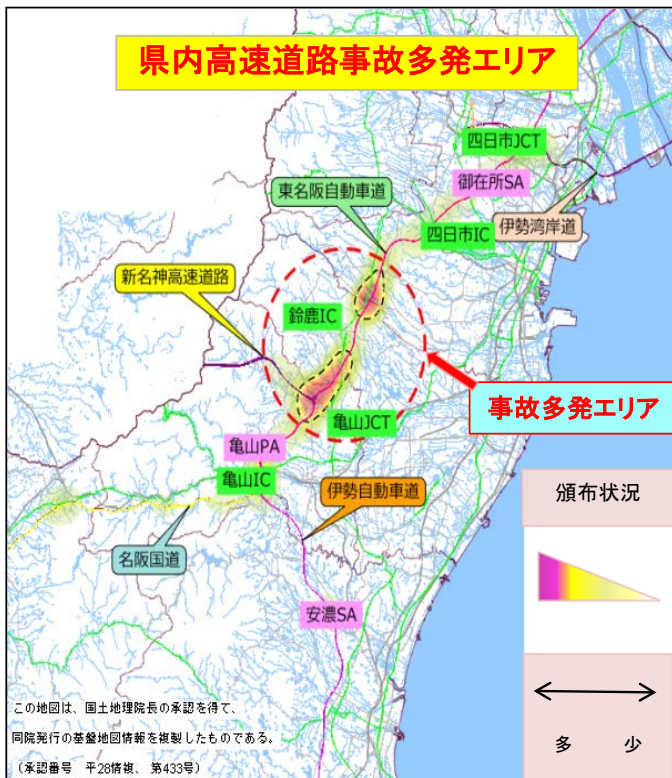 県内高速道路事故多発エリア
四日市JCT
御在所SA
東名阪自動車道
四日市IC
伊勢湾岸道
新名神高速道路
鈴鹿IC
事故多発エリア
亀山JCT
亀山PA
亀山IC
伊勢自動車道
頒布状況
名阪国道
安濃SA
この地図は、国土地理院長の承認を得て、
同院発行の基盤地図情報を複製したものである。
（承認番号　平28情複、 第433号）
多　少